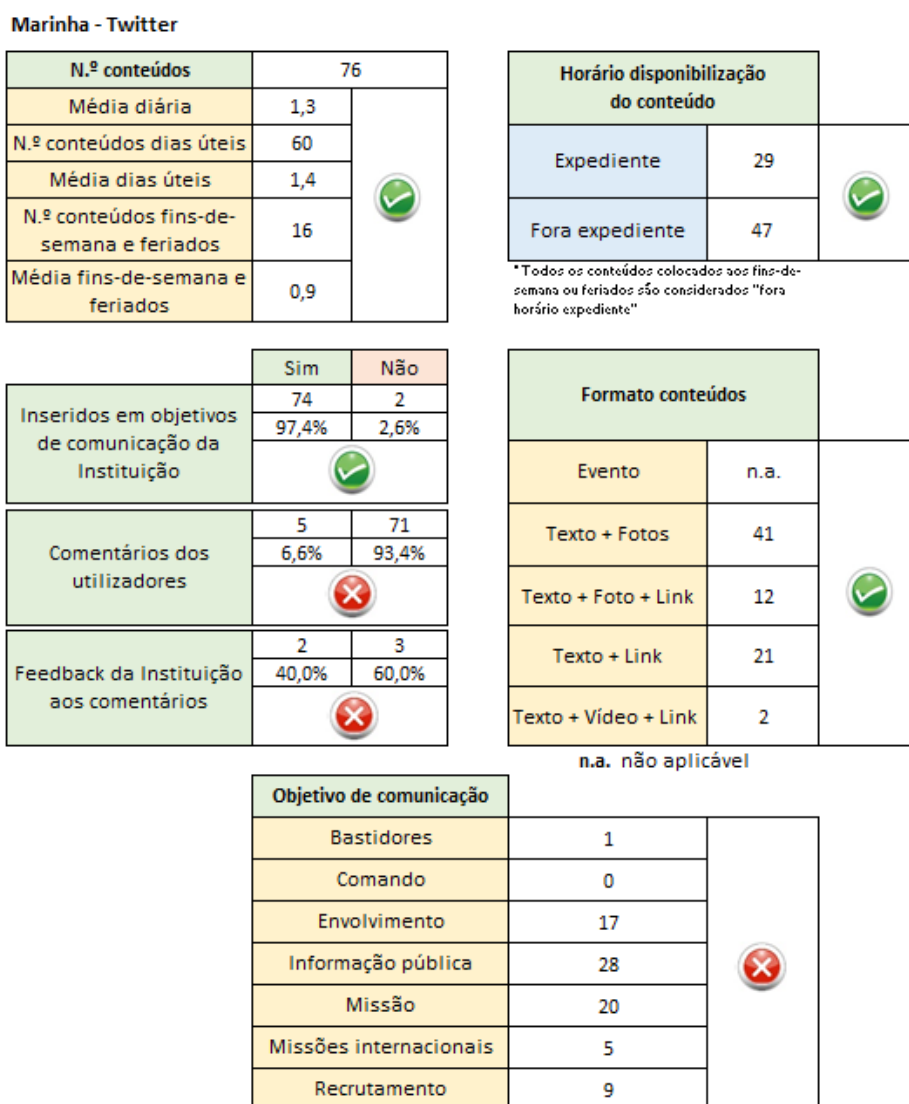 Marinha - Twitter
N.º conteúdos 76
Média diária 1,3
N.º conteúdos dias úteis 60
Média dias úteis 1,4
N.º conteúdos fins-de-
semana e feriados 16
Média fins-de-semana e
feriados 0,9
Horário disponibilização
do conteúdo
Expediente 29
Fora expediente 47
*Todos os conteúdos colocados aos fins-de-
semana ou feriados são considerados "fora
horário expediente"
Sim Não
Inseridos em objetivos
de comunicação da
Instituição
74 2
97,4% 2,6%
Comentários dos
utilizadores
5 71
6,6% 93,4%
Feedback da Instituição
aos comentários
2 3
40,0% 60,0%
Formato conteúdos
Evento n.a.
Texto + Fotos 41
Texto + Foto + Link 12
Texto + Link 21
Texto + Vídeo + Link 2
n.a. não aplicável
Objetivo de comunicação
Bastidores 1
Comando 0
Envolvimento 17
Informação pública 28
Missão 20
Missões internacionais 5
Recrutamento 9